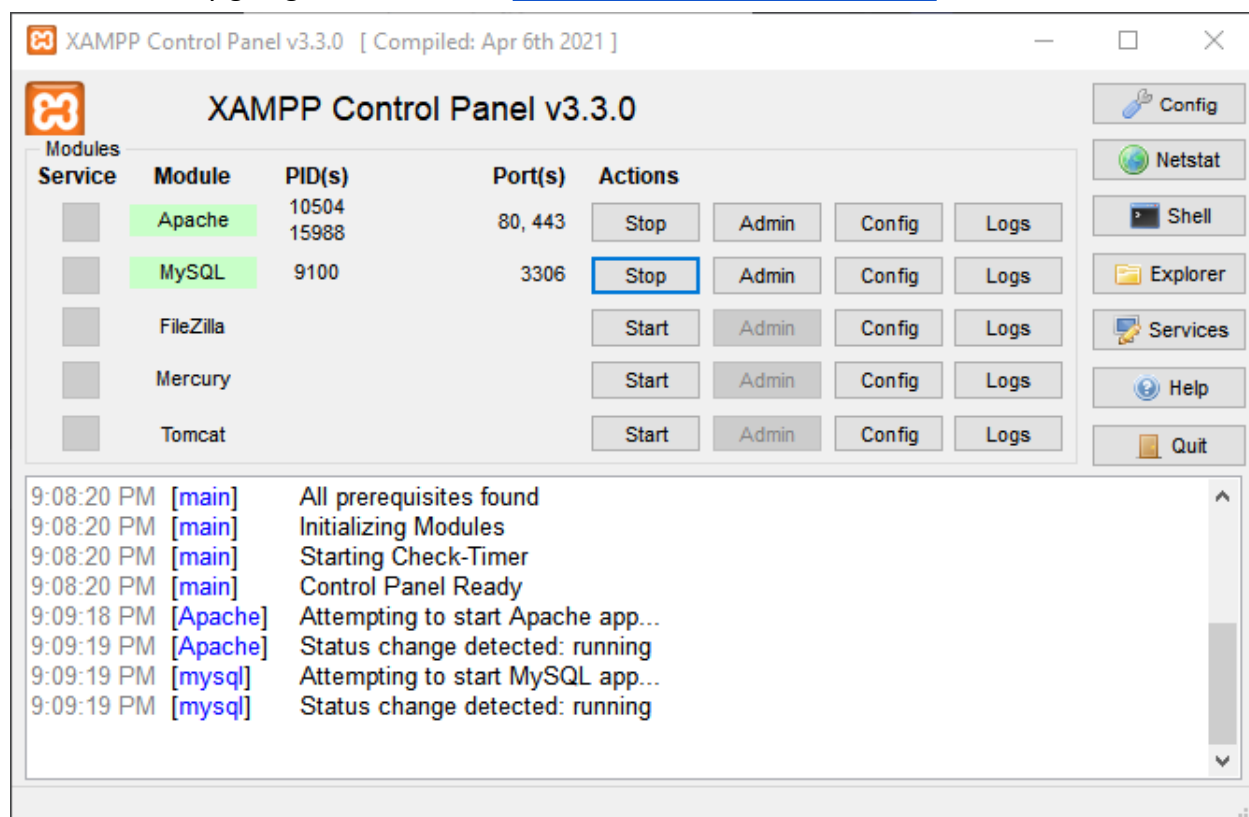 XAMPP Control Panel v3.3.0 [ Compiled: Apr 6th 2021 ]
XAMPP Control Panel v3.3.0
Config
Modules
Netstat
Service Module PID(s) Port(s) Actions
Apache 10504 15988 80, 443 Stop Admin Config Logs
Shell
MySQL 9100 3306 Stop Admin Config Logs
Explorer
FileZilla Start Admin Config Logs
Services
Mercury Start Admin Config Logs
Help
Tomcat Start Admin Config Logs
Quit
9:08:20 PM [main] All prerequisites found
9:08:20 PM [main] Initializing Modules
9:08:20 PM [main] Starting Check-Timer
9:08:20 PM [main] Control Panel Ready
9:09:18 PM [Apache] Attempting to start Apache app...
9:09:19 PM [Apache] Status change detected: running
9:09:19 PM [mysql] Attempting to start MySQL app...
9:09:19 PM [mysql] Status change detected: running